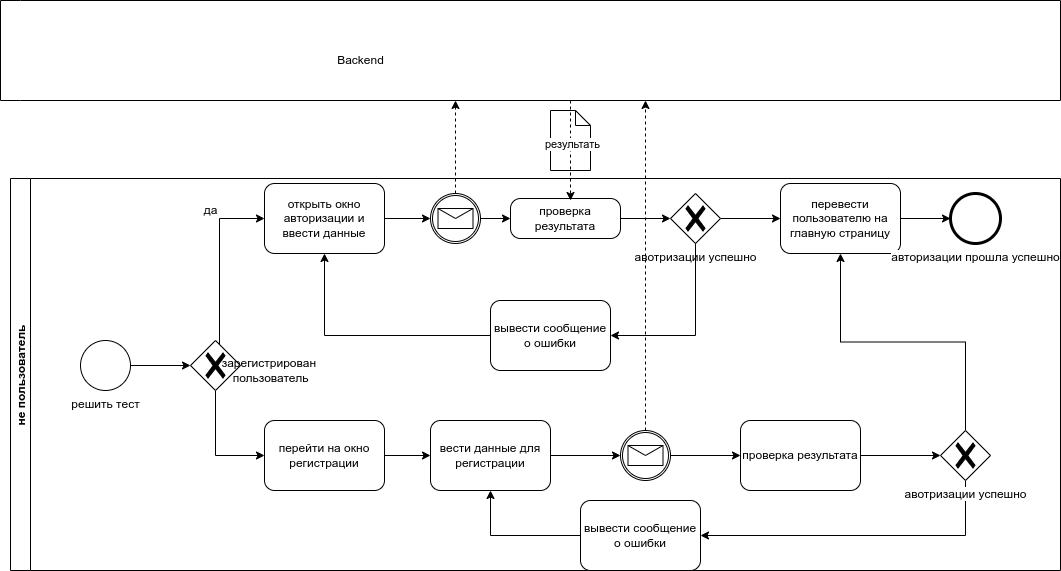 Backend
результать
не пользователь
да
открыть окно
авторизации и
ввести данные
проверка
результата
авотризации успешно
перевести
пользователю на
главную страницу
авторизации прошла успешно
вывести сообщение
о ошибки
решить тест
зарегистрирован
пользователь
перейти на окно
регистрации
вести данные для
регистрации
проверка результата
авотризации успешно
вывести сообщение
о ошибки